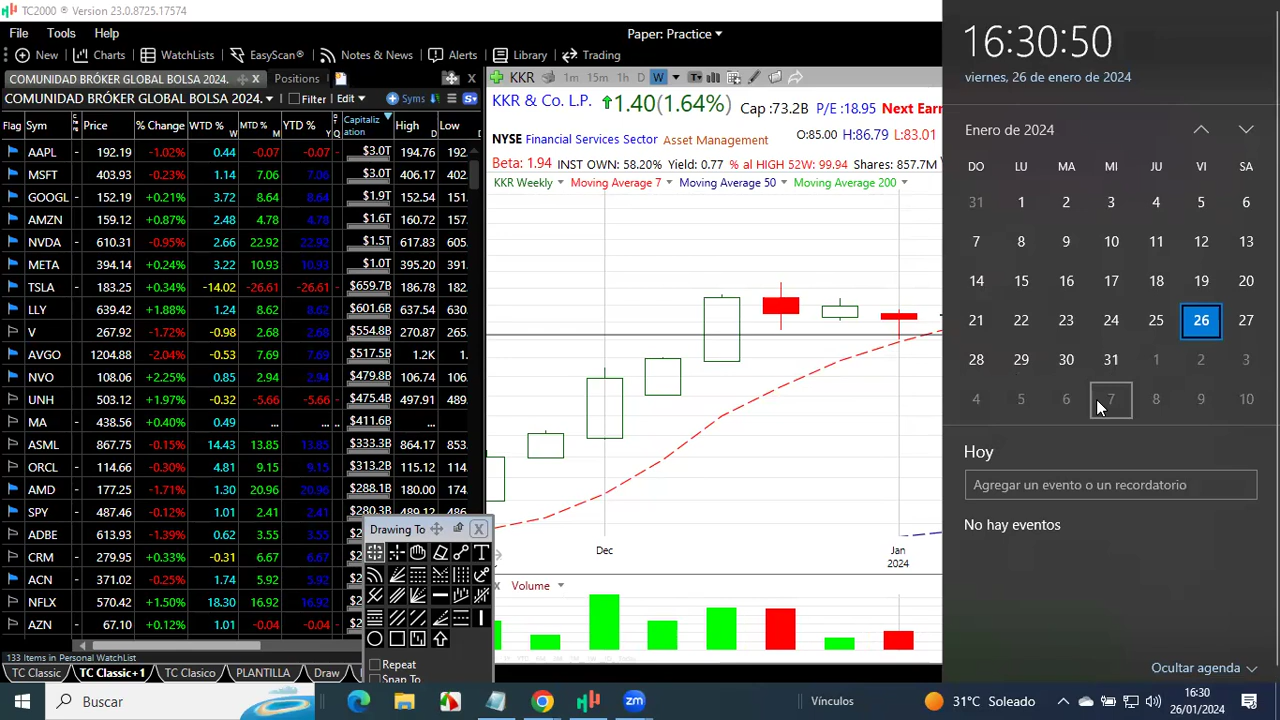 TC2000 ® Version 23.0.8725.17574
File Tools Help
Paper: Practice
New Charts WatchLists EasyScan® Notes & News Alerts Library Trading
COMUNIDAD BRÓKER GLOBAL BOLSA 2024. Positions
COMUNIDAD BRÓKER GLOBAL BOLSA 2024. Filter Edit Syms
Flag Sym Price % Change WTD % W MTD % M YTD % Capitaliz ation High D Low D
AAPL - 192.19 -1.02% 0.44 -0.07 -0.07 $3.0T 194.76 192.
MSFT - 403.93 -0.23% 1.14 7.06 7.06 $3.0T 406.17 402.
GOOGL - 152.19 +0.21% 3.72 8.64 8.64 $1.9T 152.54 151.
AMZN - 159.12 +0.87% 2.48 4.78 4.78 $1.6T 160.72 157.
NVDA - 610.31 -0.95% 2.66 22.92 22.92 $1.5T 617.83 605.
META - 394.14 +0.24% 3.22 10.93 10.93 $1.0T 395.20 391.
TSLA - 183.25 +0.34% -14.02 -26.61 -26.61 $659.7B 186.78 182.
LLY - 639.42 +1.88% 1.24 8.62 8.62 $601.6B 637.54 628.
V - 267.92 -1.72% -0.98 2.68 2.68 $554.8B 270.87 267.
AVGO - 1204.88 -2.04% -0.53 7.69 7.69 $517.5B 1.2K 1.2K
NVO - 108.06 +2.25% 0.85 2.94 2.94 $479.8B 106.74 106.
UNH - 503.12 +1.97% -0.32 -5.66 -5.66 $475.4B 497.91 489.
MA - 438.56 +0.40% 0.49 ... ... $411.6B ... ...
ASML - 867.75 -0.15% 14.43 13.85 13.85 $333.3B 864.17 853.
ORCL - 114.66 -0.30% 4.81 9.15 9.15 $313.2B 115.12 114.
AMD - 177.25 -1.71% 1.30 20.96 20.96 $288.1B 180.00 174.
SPY - 487.46 -0.12% 1.01 2.41 2.41 $280.3B
ADBE - 613.93 -1.39% 0.62 3.55 3.55
CRM - 279.95 +0.33% -0.31 6.67 6.67
ACN - 371.02 -0.25% 1.74 5.92 5.92
NFLX - 570.42 +1.50% 18.30 16.92 16.92
AZN - 67.10 +0.12% 1.01 -0.04 -0.04
133 Items in Personal WatchList
TC Classic TC Classic+1 TC Clasico PLANTILLA Draw
Drawing To
Repeat
Snap To
KKR 1m 15m 1h D W
KKR & Co. L.P. 1.40 (1.64%) Cap :73.2B P/E :18.95 Next Earn
NYSE Financial Services Sector Asset Management O:85.00 H:86.79 L:83.01
Beta: 1.94 INST OWN: 58.20% Yield: 0.77 % al HIGH 52W: 99.94 Shares: 857.7M
KKR Weekly Moving Average 7 Moving Average 50 Moving Average 200
Dec Jan
2024
Volume
16:30:50
viernes, 26 de enero de 2024
Enero de 2024
DO LU MA MI JU VI SA
31 1 2 3 4 5 6
7 8 9 10 11 12 13
14 15 16 17 18 19 20
21 22 23 24 25 26 27
28 29 30 31 1 2 3
4 5 6 7 8 9 10
Hoy
Agregar un evento o un recordatorio
No hay eventos
Ocultar agenda
Buscar zm Vínculos 31°C Soleado 16:30
26/01/2024